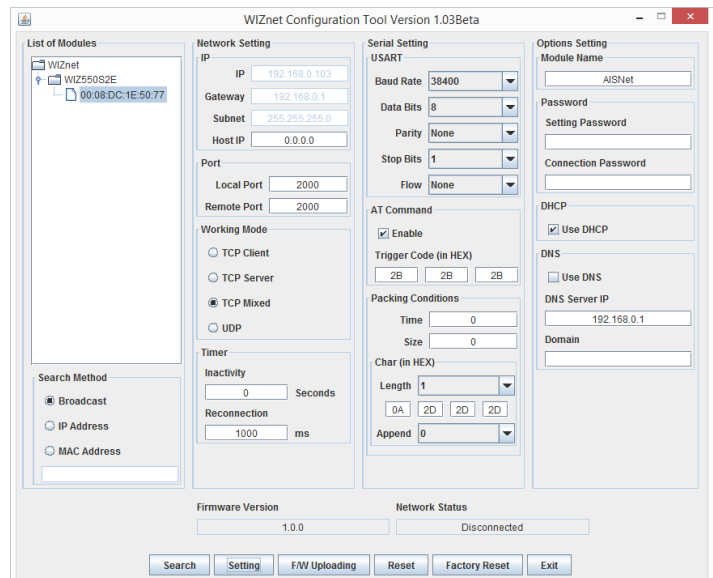 WIZnet Configuration Tool Version 1.03Beta
List of Modules
WIZnet
WIZ550S2E
00:08:DC:1E:50:77
Search Method
Broadcast
IP Address
MAC Address
Network Setting
IP
IP 192.168.0.103
Gateway 192.168.0.1
Subnet 255.255.255.0
Host IP 0.0.0.0
Port
Local Port 2000
Remote Port 2000
Working Mode
TCP Client
TCP Server
TCP Mixed
UDP
Timer
Inactivity
0 Seconds
Reconnection
1000 ms
Serial Setting
USART
Baud Rate 38400
Data Bits 8
Parity None
Stop Bits 1
Flow None
AT Command
Enable
Trigger Code (in HEX)
2B 2B 2B
Packing Conditions
Time 0
Size 0
Char (in HEX)
Length 1
0A 2D 2D 2D
Append 0
Options Setting
Module Name
AISNet
Password
Setting Password
Connection Password
DHCP
Use DHCP
DNS
Use DNS
DNS Server IP
192.168.0.1
Domain
Firmware Version
1.0.0
Network Status
Disconnected
Search Setting F/W Uploading Reset Factory Reset Exit